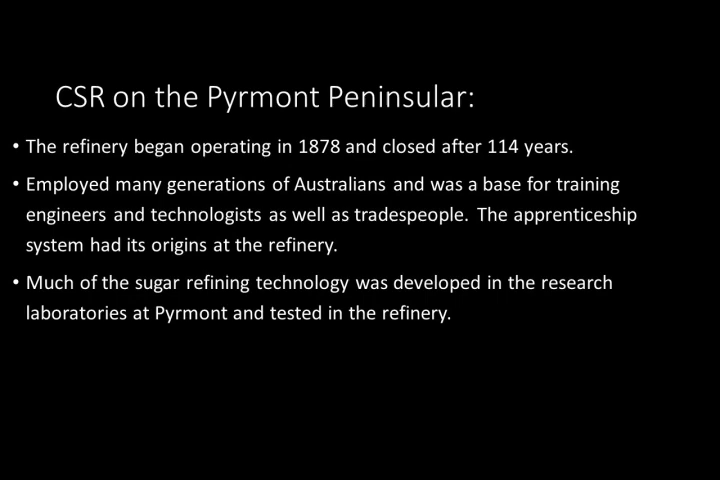 CSR on the Pyrmont Peninsular:
• The refinery began operating in 1878 and closed after 114 years.
• Employed many generations of Australians and was a base for training
engineers and technologists as well as tradespeople. The apprenticeship
system had its origins at the refinery.
• Much of the sugar refining technology was developed in the research
laboratories at Pyrmont and tested in the refinery.